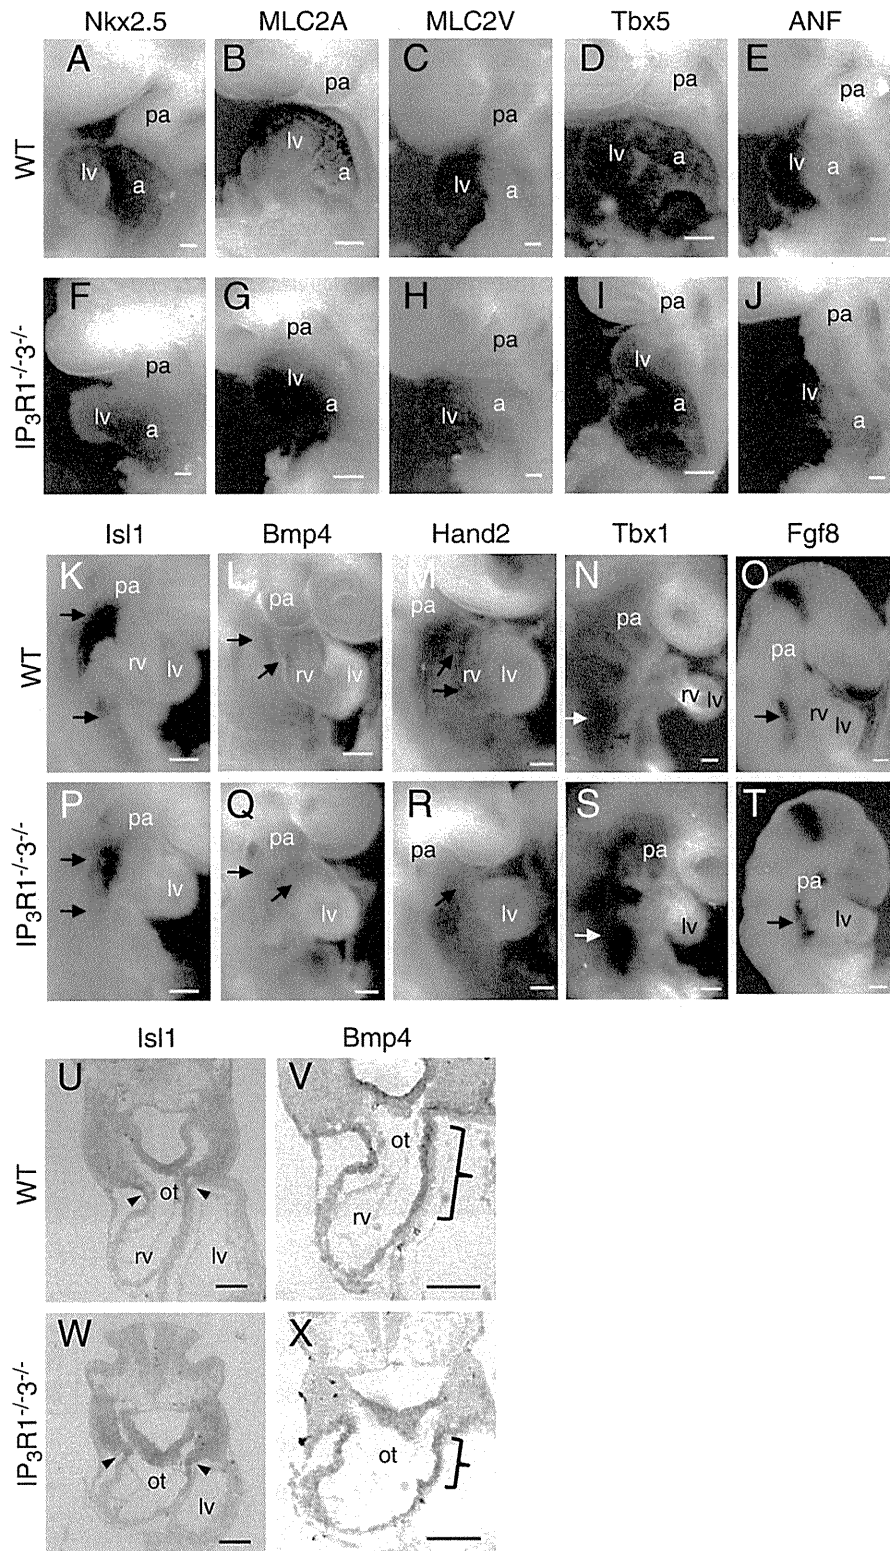 Nkx2.5 MLC2A MLC2V Tbx5 ANF
WT
A B C D E
pa pa pa pa pa
lv a lv a lv a lv a lv a
IP3R1-/-3-/-
F G H I J
pa pa pa pa pa
lv a lv a lv a lv a lv a
Isl1 Bmp4 Hand2 Tbx1 Fgf8
WT
K L M N O
pa pa pa pa pa
rv lv rv lv rv lv rv lv rv lv
IP3R1-/-3-/-
P Q R S T
pa pa pa pa pa
lv lv lv lv lv
Isl1 Bmp4
WT
U V
ot ot
rv lv rv
IP3R1-/-3-/-
W X
ot ot
lv